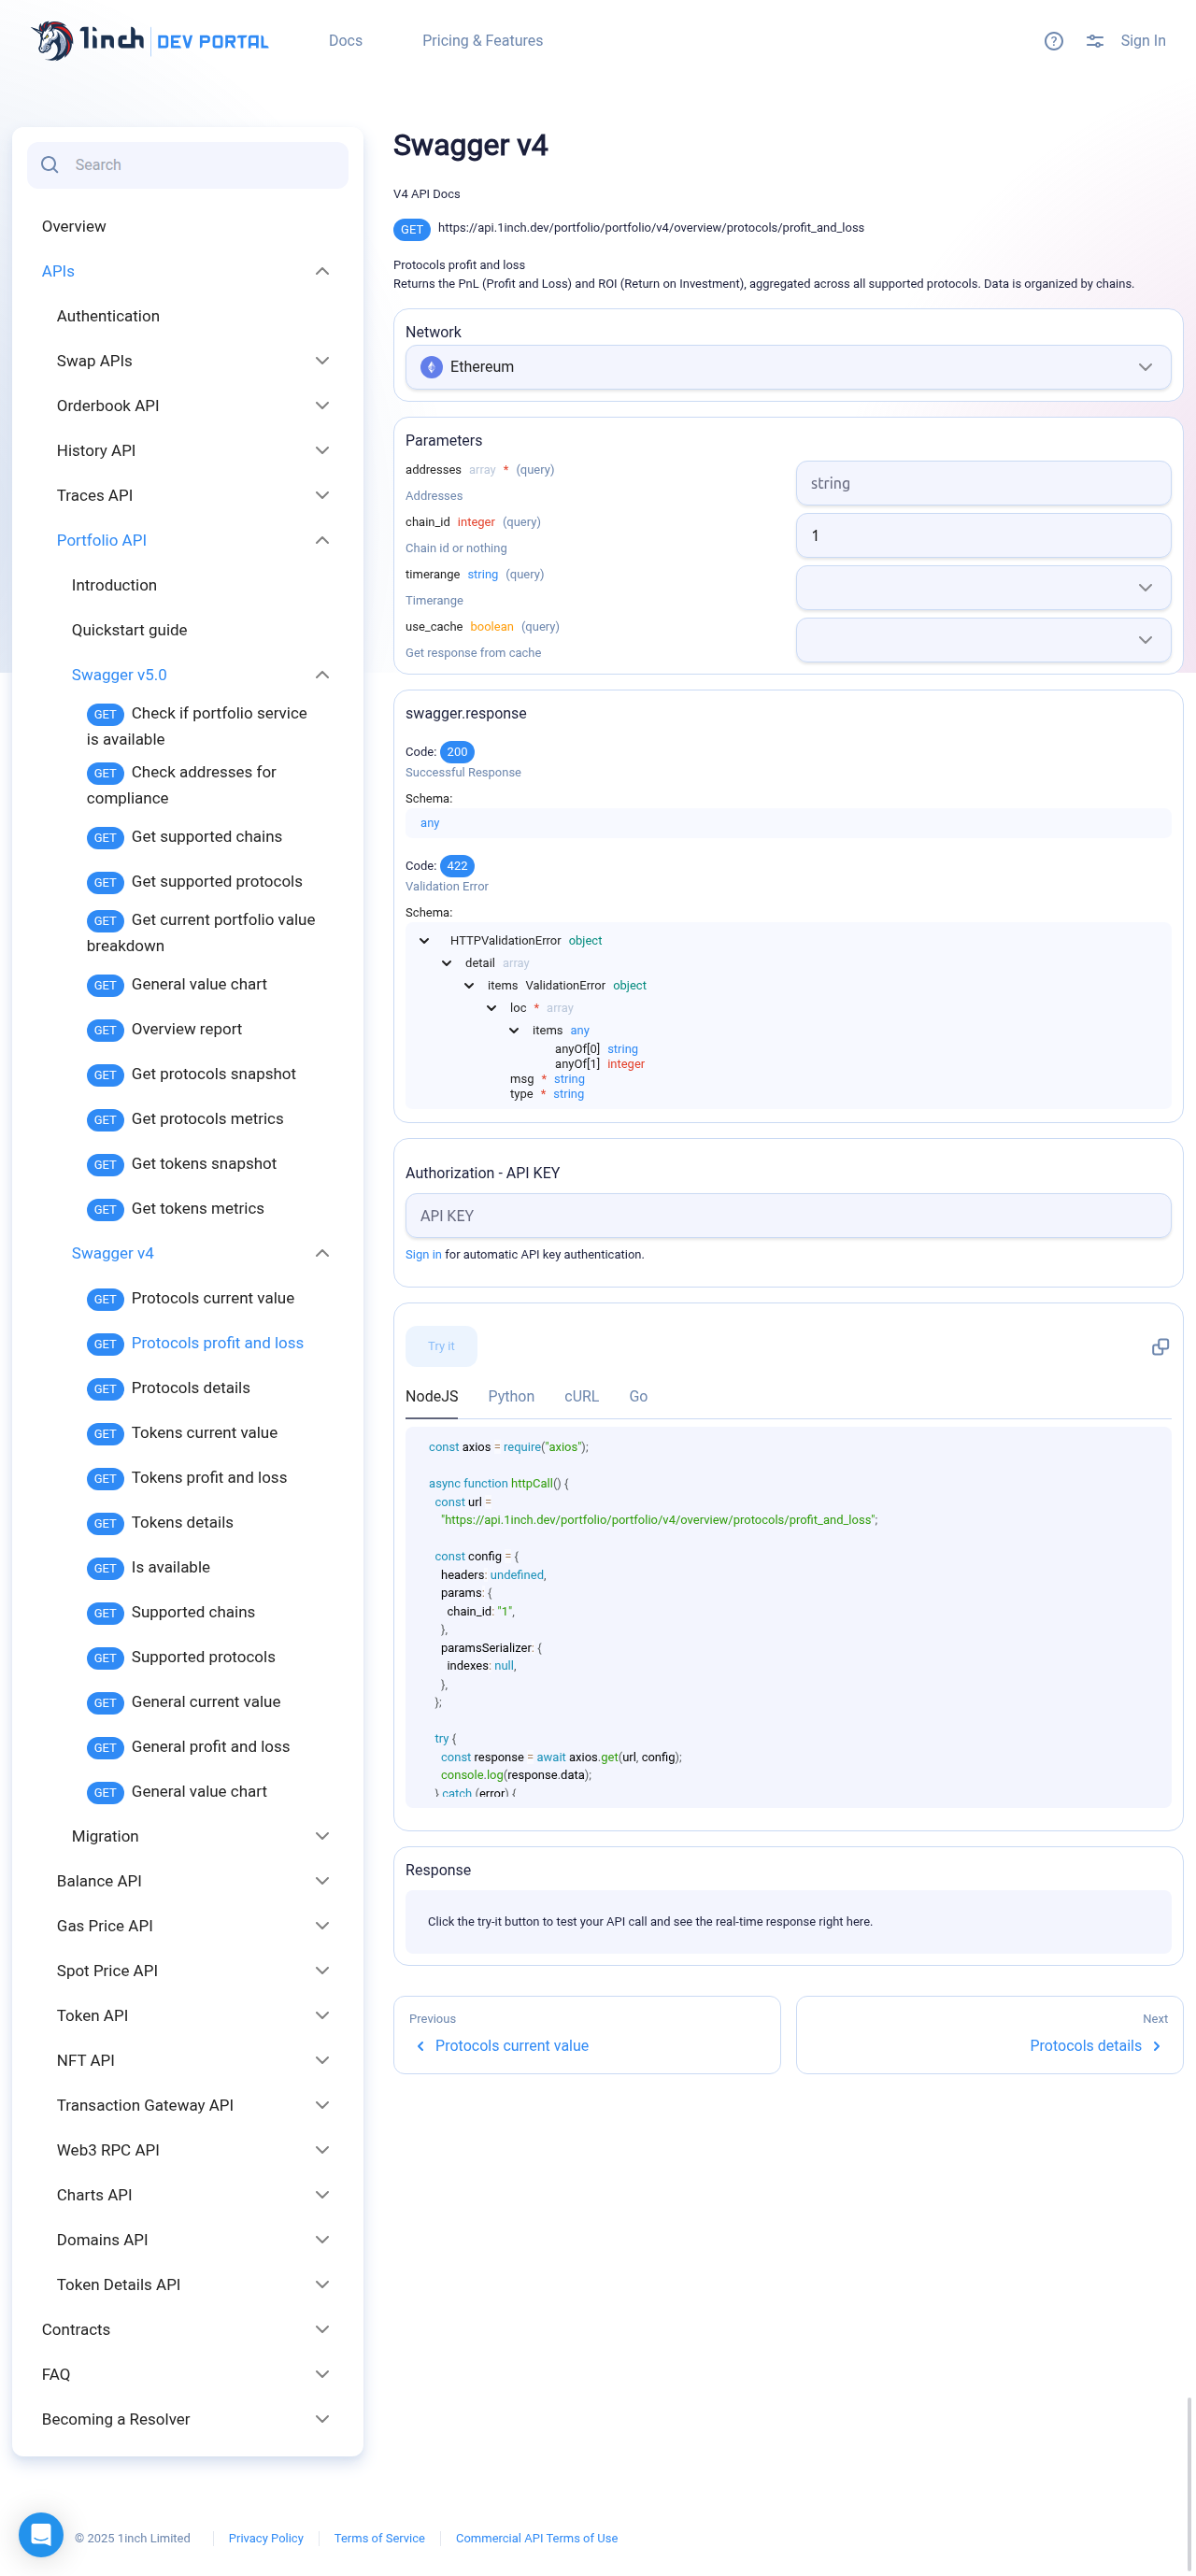 1inch DEV PORTAL
Docs
Pricing & Features
Sign In
Search
Overview
APIs
Authentication
Swap APIs
Orderbook API
History API
Traces API
Portfolio API
Introduction
Quickstart guide
Swagger v5.0
GET Check if portfolio service
is available
GET Check addresses for
compliance
GET Get supported chains
GET Get supported protocols
GET Get current portfolio value
breakdown
GET General value chart
GET Overview report
GET Get protocols snapshot
GET Get protocols metrics
GET Get tokens snapshot
GET Get tokens metrics
Swagger v4
GET Protocols current value
GET Protocols profit and loss
GET Protocols details
GET Tokens current value
GET Tokens profit and loss
GET Tokens details
GET Is available
GET Supported chains
GET Supported protocols
GET General current value
GET General profit and loss
GET General value chart
Migration
Balance API
Gas Price API
Spot Price API
Token API
NFT API
Transaction Gateway API
Web3 RPC API
Charts API
Domains API
Token Details API
Contracts
FAQ
Becoming a Resolver
Swagger v4
V4 API Docs
GET https://api.1inch.dev/portfolio/portfolio/v4/overview/protocols/profit_and_loss
Protocols profit and loss
Returns the PnL (Profit and Loss) and ROI (Return on Investment), aggregated across all supported protocols. Data is organized by chains.
Network
Ethereum
Parameters
addresses array * (query)
Addresses
string
chain_id integer (query)
Chain id or nothing
1
timerange string (query)
Timerange
use_cache boolean (query)
Get response from cache
swagger.response
Code: 200
Successful Response
Schema:
any
Code: 422
Validation Error
Schema:
HTTPValidationError object
detail array
items ValidationError object
loc * array
items any
anyOf[0] string
anyOf[1] integer
msg * string
type * string
Authorization - API KEY
API KEY
Sign in for automatic API key authentication.
Try it
NodeJS Python cURL Go
const axios = require("axios");
async function httpCall() {
const url =
"https://api.1inch.dev/portfolio/portfolio/v4/overview/protocols/profit_and_loss";
const config = {
headers: undefined,
params: {
chain_id: "1",
},
paramsSerializer: {
indexes: null,
},
};
try {
const response = await axios.get(url, config);
console.log(response.data);
} catch (error) {
Response
Click the try-it button to test your API call and see the real-time response right here.
Previous
Protocols current value
Next
Protocols details
© 2025 1inch Limited
Privacy Policy
Terms of Service
Commercial API Terms of Use